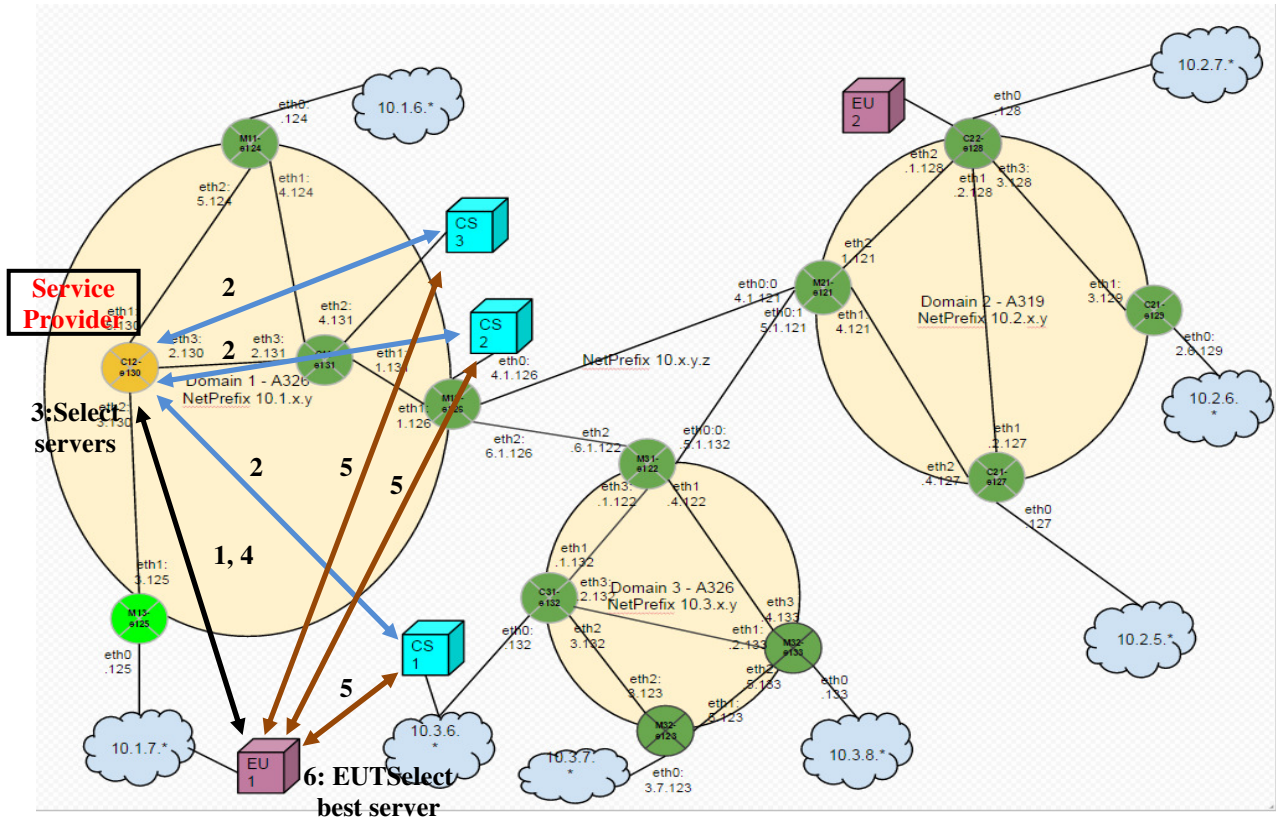 10.2.7.*
EU
2
eth0
.128
10.1.6.*
eth0:
.124
M11-
e124
C22-
e128
eth2
.1.128
eth1
.2.128
eth3:
3.128
eth2:
5.124
eth1:
4.124
CS
3
eth2
1.121
M21-
e121
eth0:0
4.1.121
eth0:1
5.1.121
eth1
4.121
Domain 2 - A319
NetPrefix 10.2.x.y
eth1:
3.129
C21-
e129
eth0:
Service
Provider
2
eth2:
4.131
CS
2
eth3:
2.130
eth3:
2.131
2
e131
C12-
e130
eth1:
1.131
eth0:
4.1.126
NetPrefix 10.x.y.z
10.2.6.
*
Domain 1 - A326
NetPrefix 10.1.x.y
e126
eth1:
1.126
3.130
3:Select
servers
eth2:
6.1.126
eth2
.6.1.122
eth0:0:
.5.1.132
eth1
.2.127
2
5
5
M31-
e122
eth2
.4.127
C21-
e127
eth3:
.1.122
eth1
.4.122
eth0
.127
1, 4
eth1:
3.125
eth1
.1.132
M13-
e125
C31-
e132
eth3:
.2.132
Domain 3 - A326
NetPrefix 10.3.x.y
eth3
.4.133
10.2.5.*
eth0:
.132
eth2
3.132
eth1:
.2.133
M32-
e133
CS
1
eth0
.125
5
eth2:
3.123
eth2:
5.133
eth0
.133
eth1:
5.123
10.1.7.*
10.3.6.
*
M32-
e123
10.3.8.*
EU
1
10.3.7.
*
6: EUTSelect
best server
eth0:
3.7.123